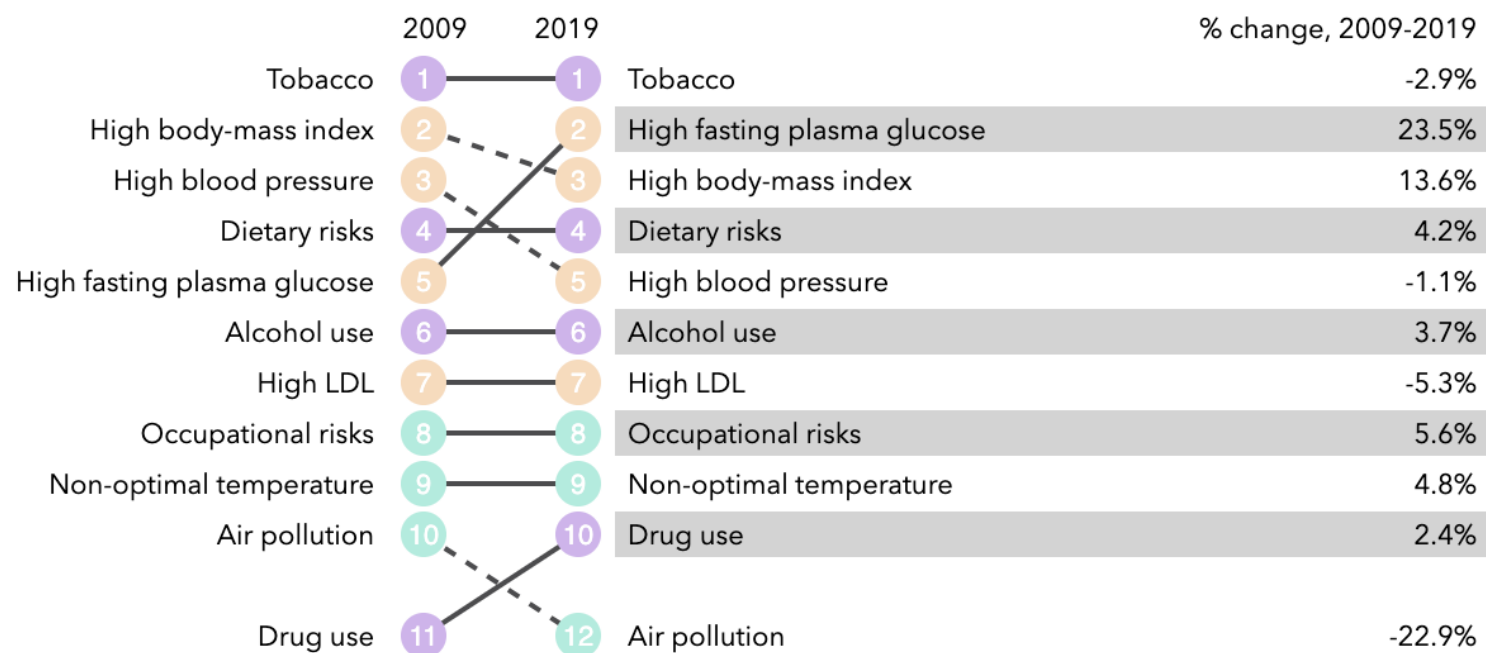 2009 2019 % change, 2009-2019
Tobacco 1 1 Tobacco -2.9%
High body-mass index 2 2 High fasting plasma glucose 23.5%
High blood pressure 3 3 High body-mass index 13.6%
Dietary risks 4 4 Dietary risks 4.2%
High fasting plasma glucose 5 5 High blood pressure -1.1%
Alcohol use 6 6 Alcohol use 3.7%
High LDL 7 7 High LDL -5.3%
Occupational risks 8 8 Occupational risks 5.6%
Non-optimal temperature 9 9 Non-optimal temperature 4.8%
Air pollution 10 10 Drug use 2.4%
Drug use 11 12 Air pollution -22.9%